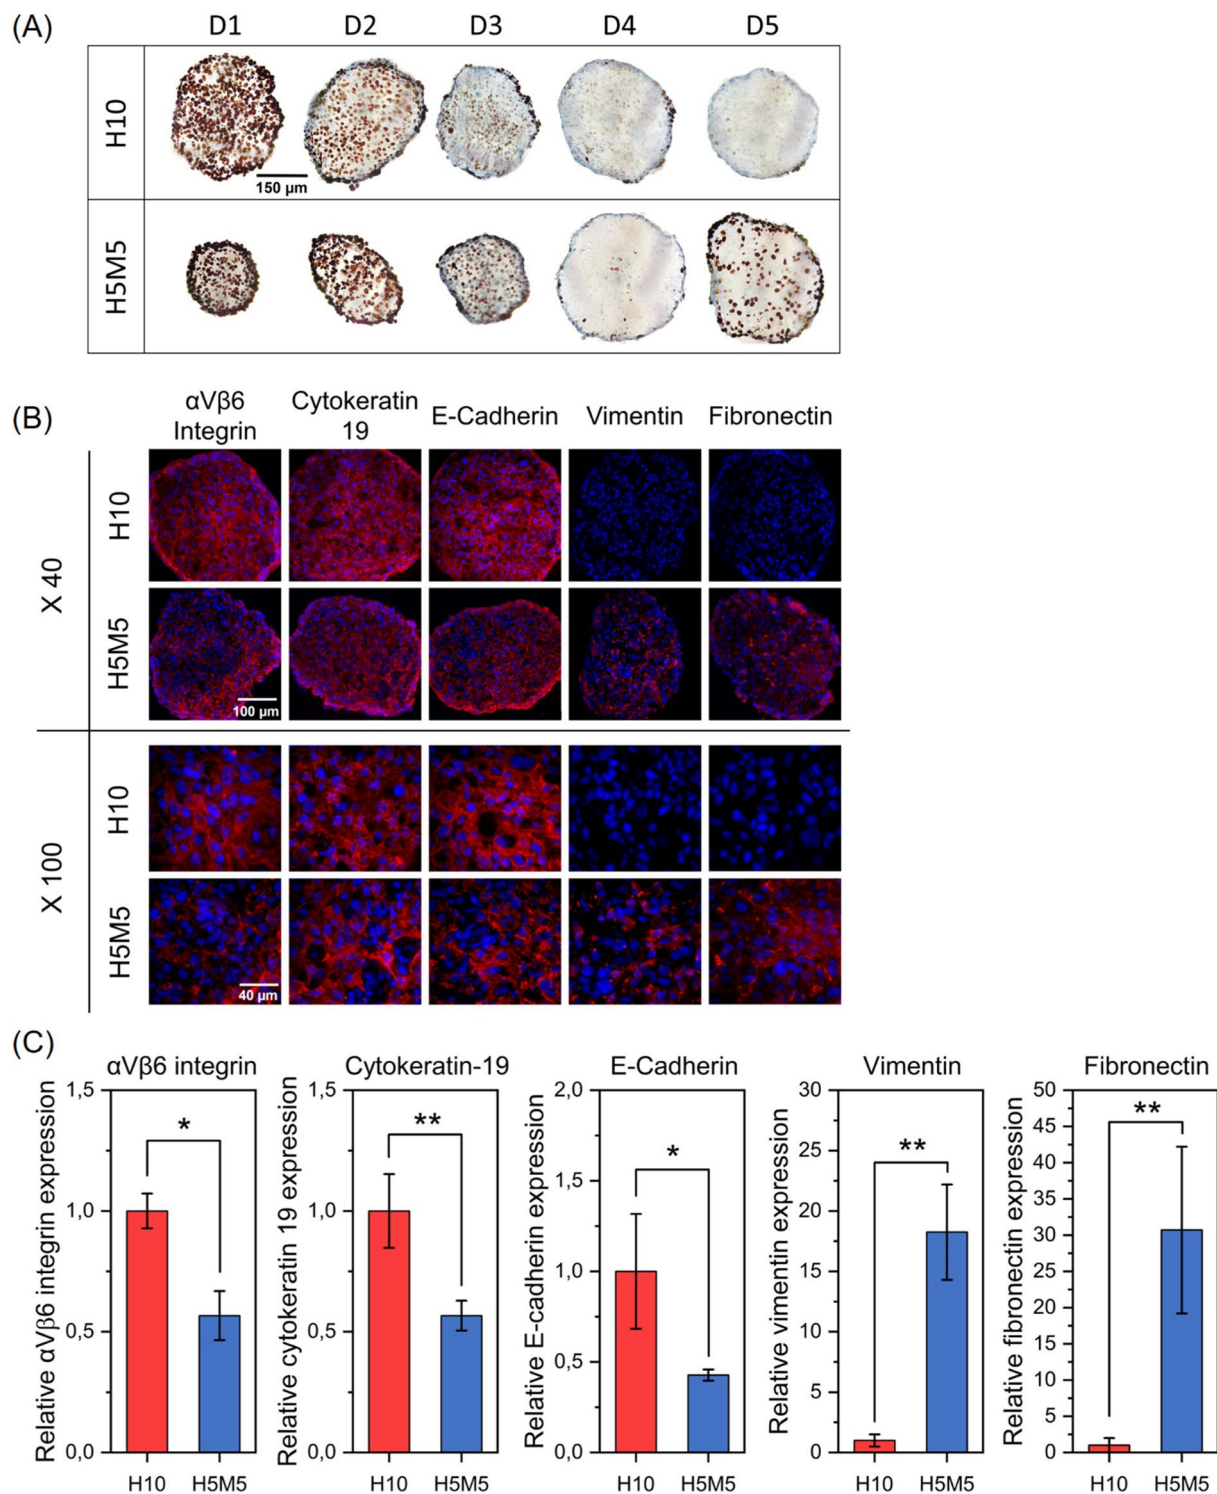 (A)
D1 D2 D3 D4 D5
H10
150 µm
H5M5
(B)
αVβ6 Integrin
Cytokeratin 19
E-Cadherin
Vimentin
Fibronectin
X 40
H10
H5M5
100 µm
X 100
H10
H5M5
40 µm
(C)
αVβ6 integrin
Relative αVβ6 integrin expression
1,5
*
1,0
0,5
0,0
H10 H5M5
Cytokeratin-19
Relative cytokeratin 19 expression
1,5
**
1,0
0,5
0,0
H10 H5M5
E-Cadherin
Relative E-cadherin expression
2,0
1,5
*
1,0
0,5
0,0
H10 H5M5
Vimentin
Relative vimentin expression
30
25
**
20
15
10
5
0
H10 H5M5
Fibronectin
Relative fibronectin expression
50
**
45
40
35
30
25
20
15
10
5
0
H10 H5M5